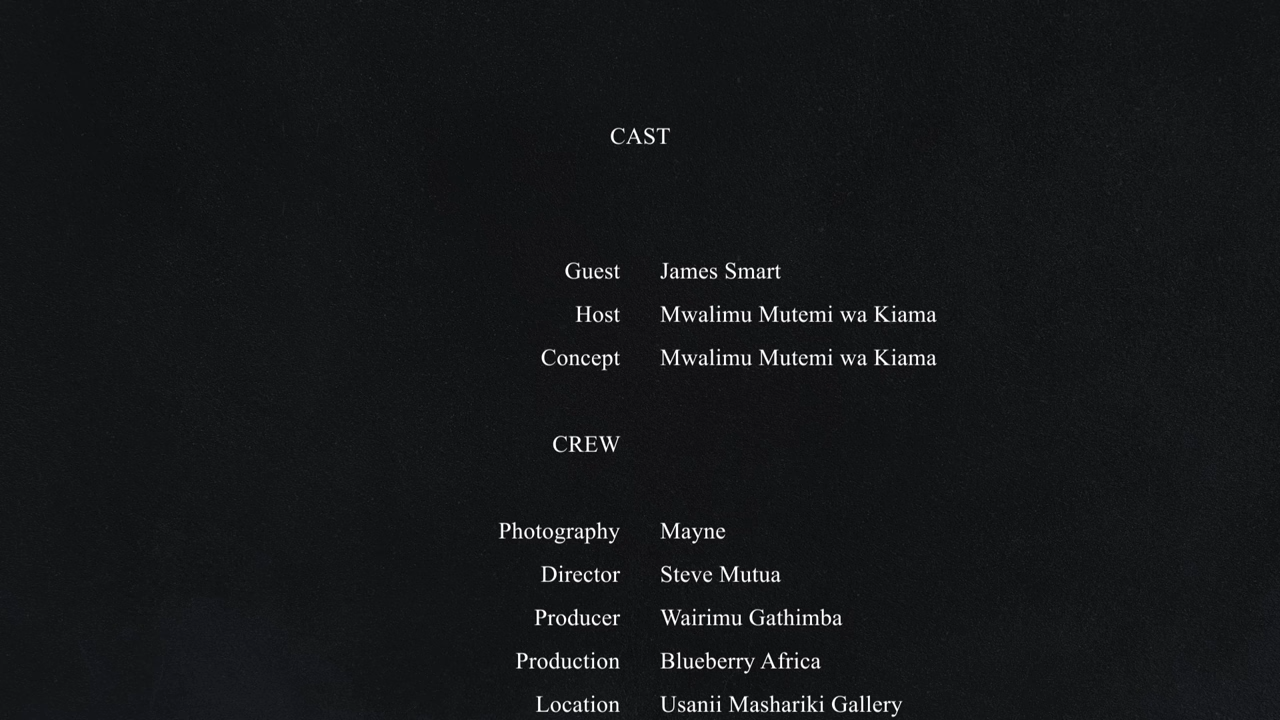 CAST
Guest James Smart
Host Mwalimu Mutemi wa Kiama
Concept Mwalimu Mutemi wa Kiama
CREW
Photography Mayne
Director Steve Mutua
Producer Wairimu Gathimba
Production Blueberry Africa
Location Usanii Mashariki Gallery